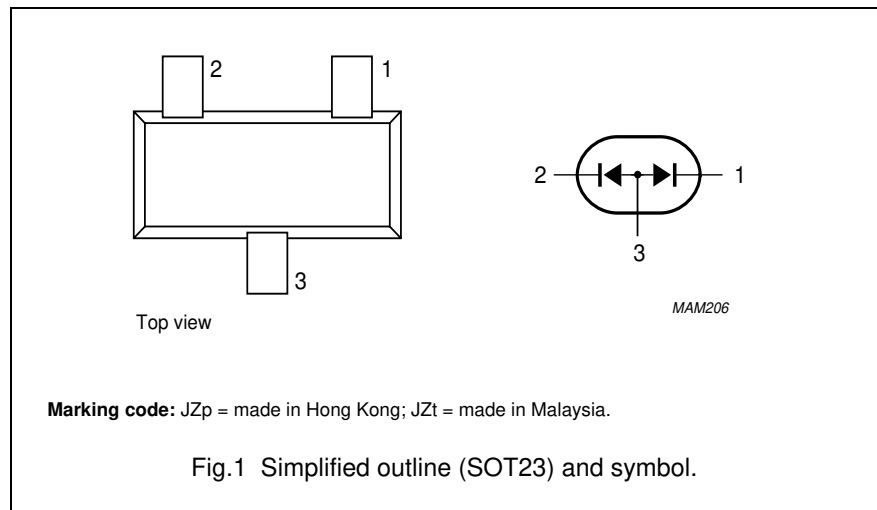 2
1
3
Top view
2
1
3
MAM206
Marking code: JZp = made in Hong Kong; JZt = made in Malaysia.
Fig.1 Simplified outline (SOT23) and symbol.